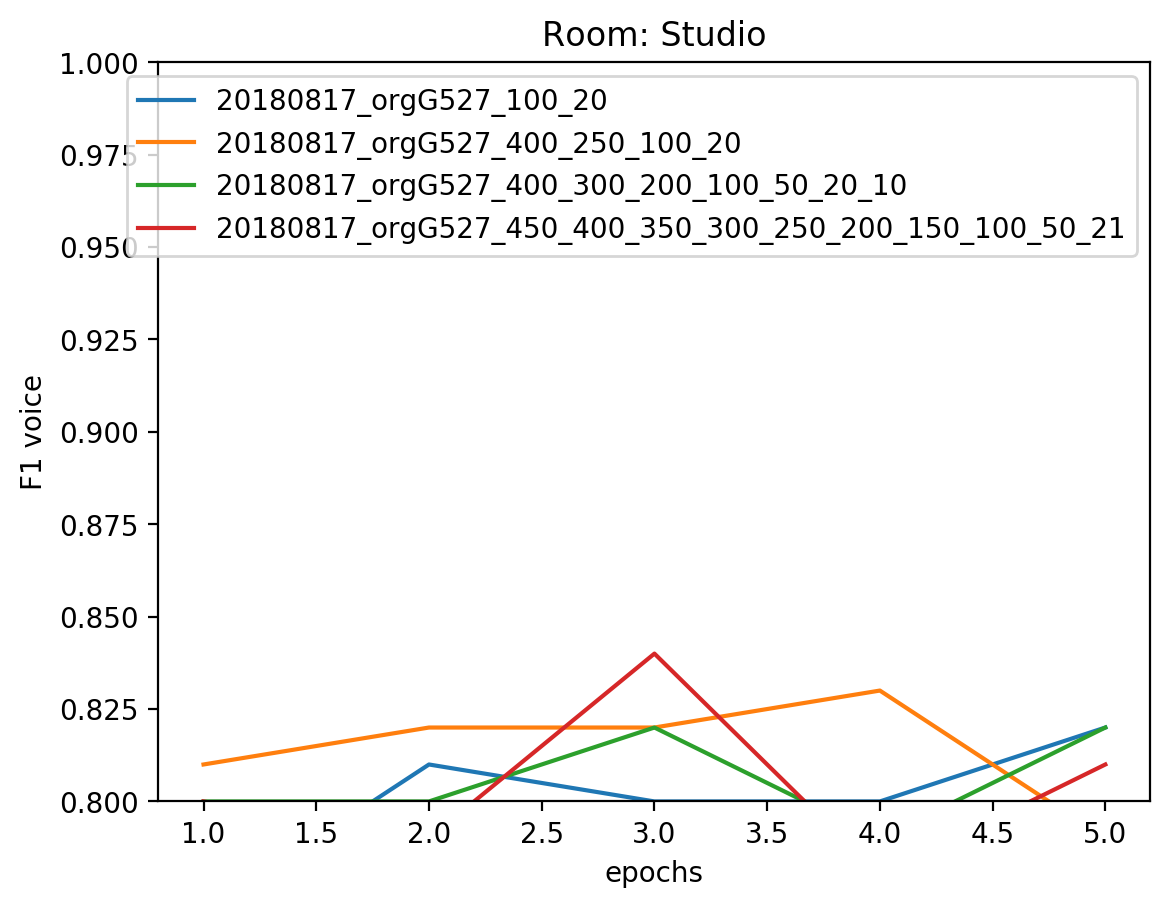 Room: Studio
1.000
0.975
0.950
0.925
0.900
0.875
0.850
0.825
0.800
F1 voice
20180817_orgG527_100_20
20180817_orgG527_400_250_100_20
20180817_orgG527_400_300_200_100_50_20_10
20180817_orgG527_450_400_350_300_250_200_150_100_50_21
1.0 1.5 2.0 2.5 3.0 3.5 4.0 4.5 5.0
epochs